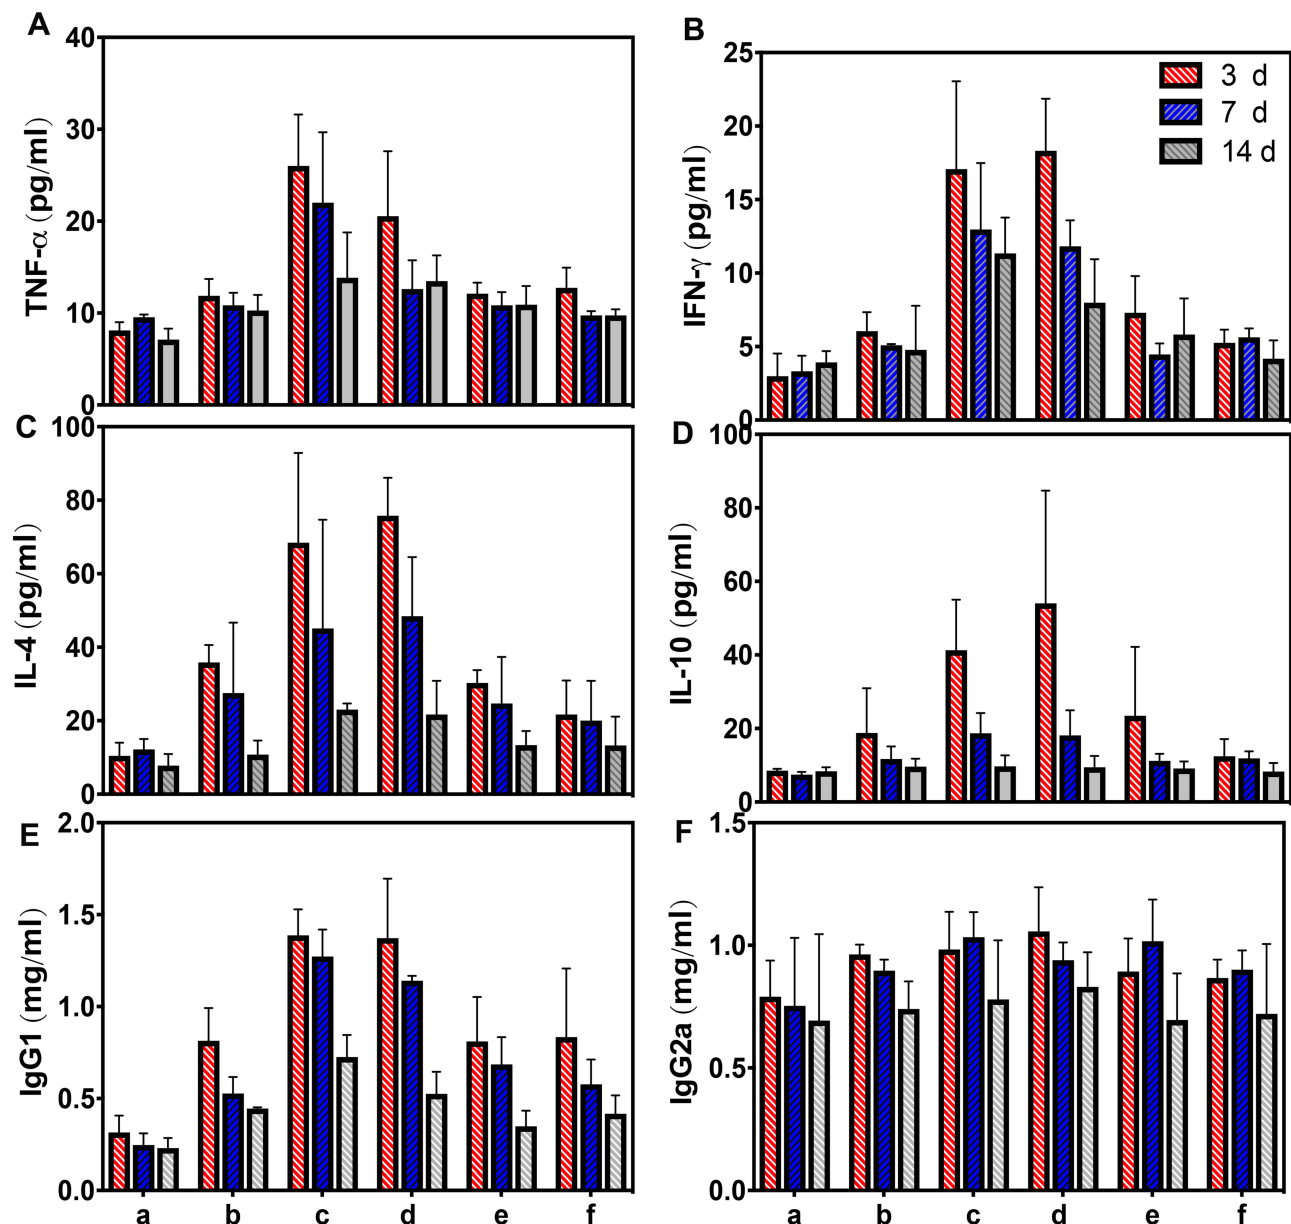 A
TNF-α (pg/ml)
40
30
20
10
0
B
IFN-γ (pg/ml)
25
20
15
10
5
0
3 d
7 d
14 d
C
IL-4 (pg/ml)
100
80
60
40
20
0
D
IL-10 (pg/ml)
100
80
60
40
20
0
E
IgG1 (mg/ml)
2.0
1.5
1.0
0.5
0.0
a b c d e f
F
IgG2a (mg/ml)
1.5
1.0
0.5
0.0
a b c d e f